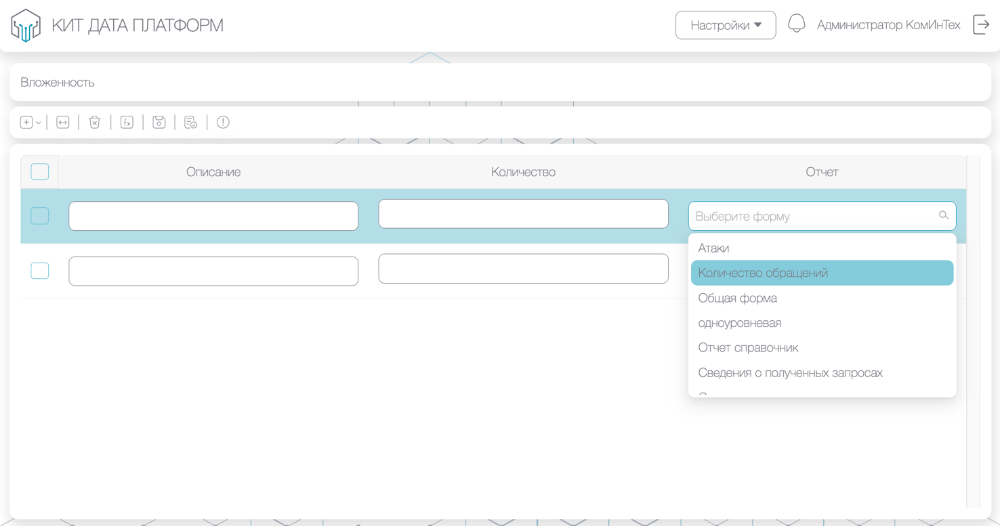 КИТ ДАТА ПЛАТФОРМ
Настройки
Администратор КомИнТех
Вложенность
fx
Описание
Количество
Отчет
Выберите форму
Атаки
Количество обращений
Общая форма
одноуровневая
Отчет справочник
Сведения о полученных запросах